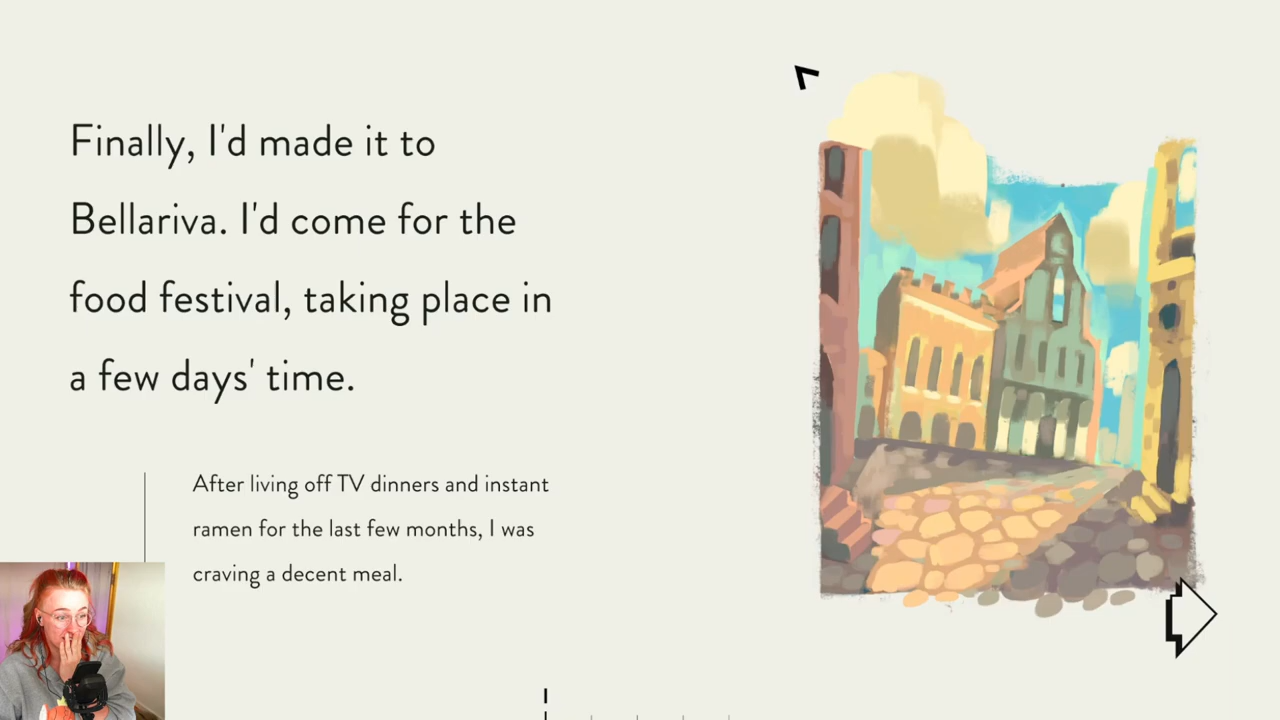 Finally, I'd made it to
Bellariva. I'd come for the
food festival, taking place in
a few days' time.
After living off TV dinners and instant
ramen for the last few months, I was
craving a decent meal.